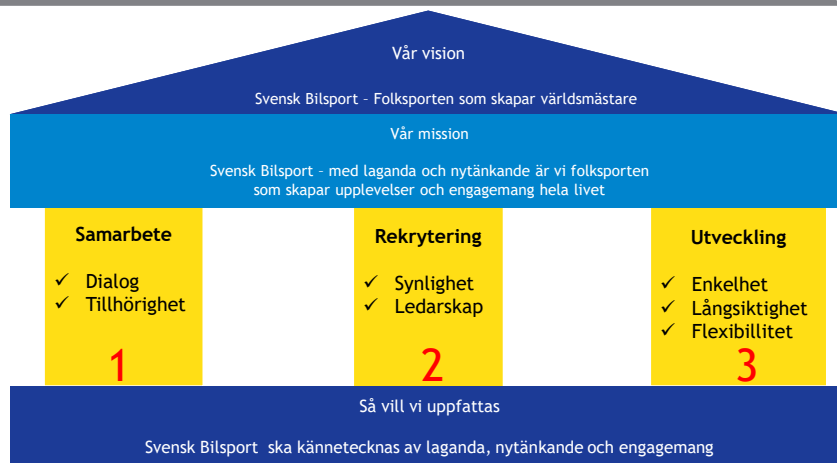 Vår vision
Svensk Bilsport – Folksporten som skapar världsmästare
Vår mission
Svensk Bilsport – med laganda och nytänkande är vi folksporten
som skapar upplevelser och engagemang hela livet
Samarbete
✓ Dialog
✓ Tillhörighet
1
Rekrytering
✓ Synlighet
✓ Ledarskap
2
Utveckling
✓ Enkelhet
✓ Långsiktighet
✓ Flexibillitet
3
Så vill vi uppfattas
Svensk Bilsport ska kännetecknas av laganda, nytänkande och engagemang